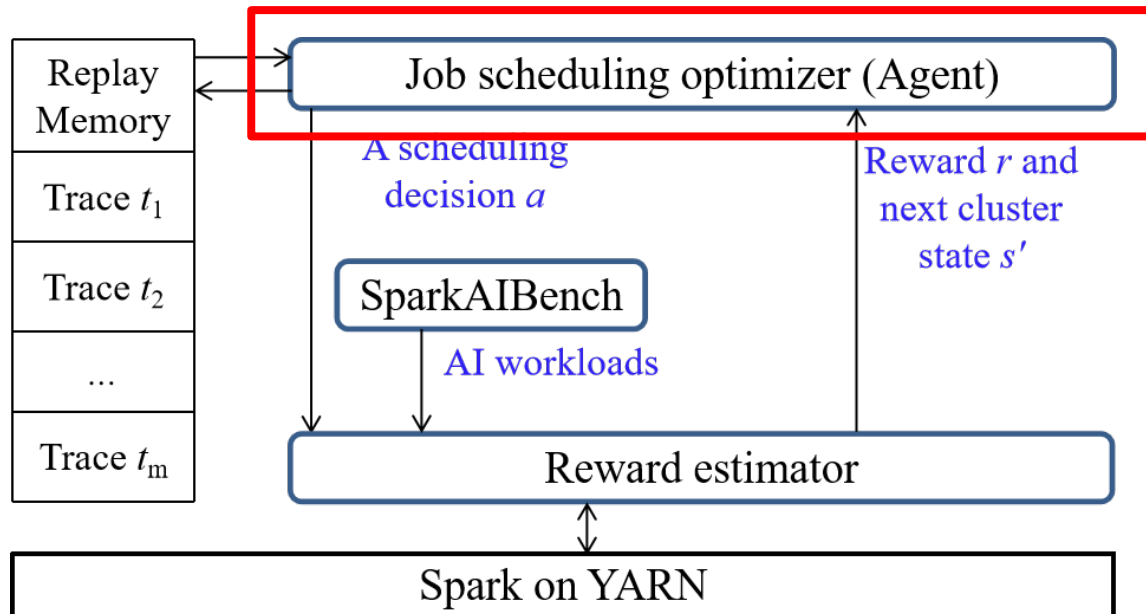 Replay
Memory
Trace t₁
Trace t₂
...
Trace tₘ
Job scheduling optimizer (Agent)
A scheduling
decision a
Reward r and
next cluster
state s′
SparkAIBench
AI workloads
Reward estimator
Spark on YARN